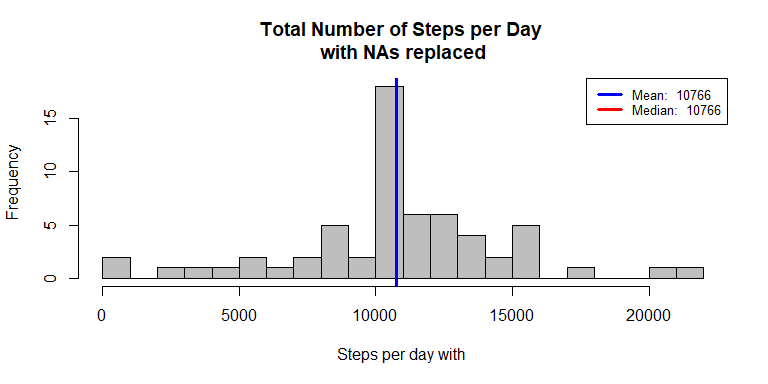 Total Number of Steps per Day
with NAs replaced
Mean: 10766
Median: 10766
Frequency
15
10
5
0
0 5000 10000 15000 20000
Steps per day with